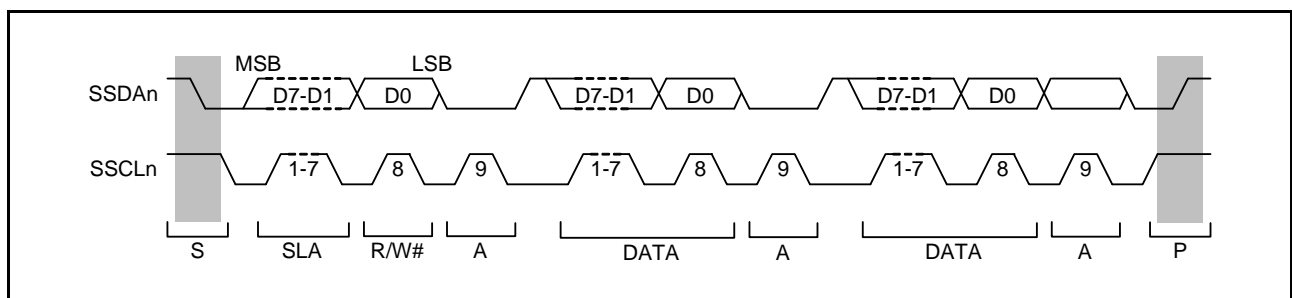 MSB LSB
SSDAn D7-D1 D0 D7-D1 D0 D7-D1 D0
SSCLn 1-7 8 9 1-7 8 9 1-7 8 9
S SLA R/W# A DATA A DATA A P